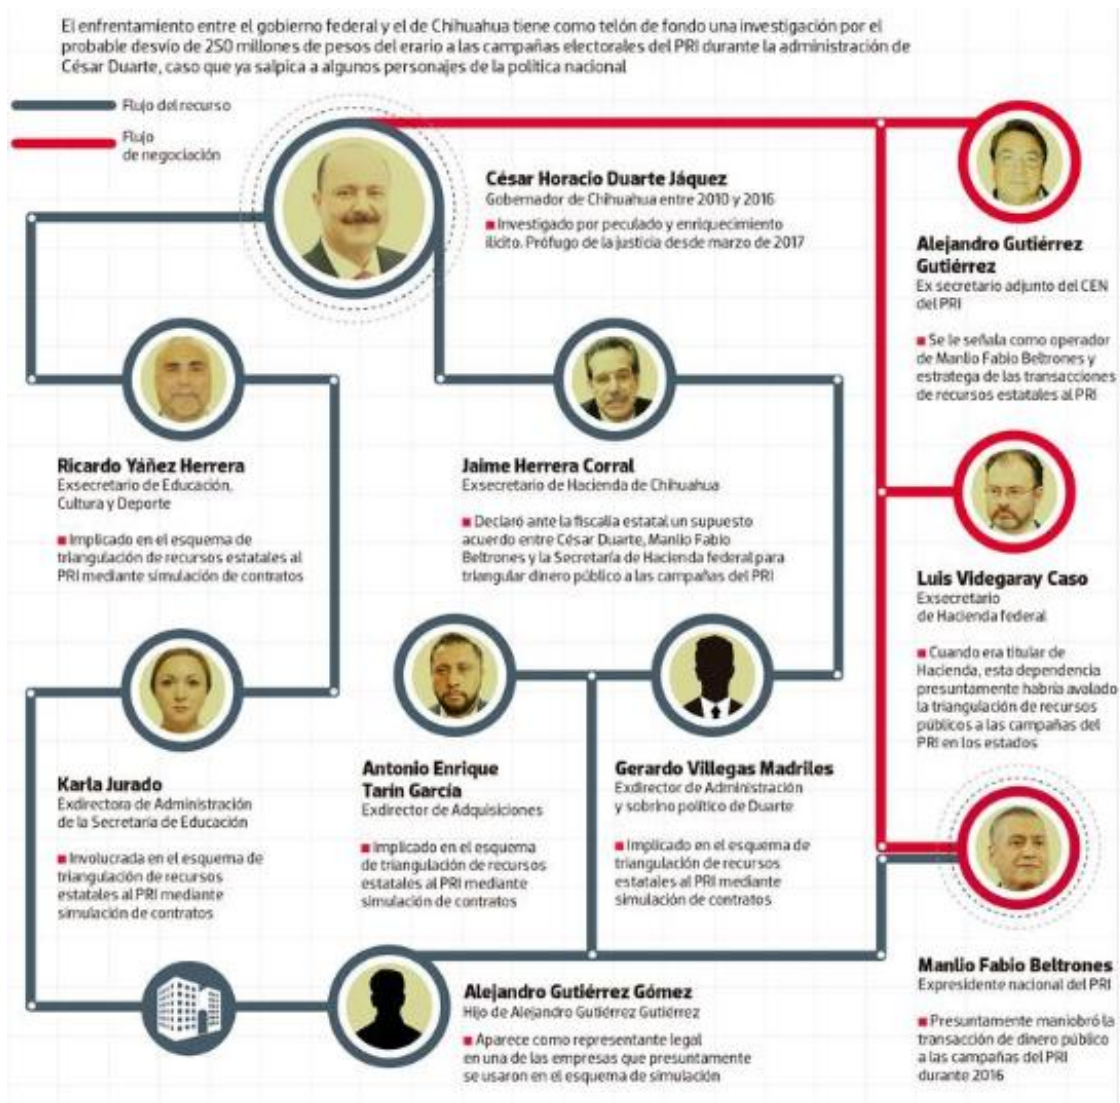 El enfrentamiento entre el gobierno federal y el de Chihuahua tiene como telón de fondo una investigación por el
probable desvío de 250 millones de pesos del erario a las campañas electorales del PRI durante la administración de
César Duarte, caso que ya salpica a algunos personajes de la política nacional
Flujo del recurso
Flujo
de negociación
César Horacio Duarte Jáquez
Gobernador de Chihuahua entre 2010 y 2016
Investigado por peculado y enriquecimiento
ilícito. Prófugo de la justicia desde marzo de 2017
Alejandro Gutiérrez
Gutiérrez
Ex secretario adjunto del CEN
del PRI
Se le señala como operador
de Manlio Fabio Beltrones y
estratega de las transacciones
de recursos estatales al PRI
Ricardo Yáñez Herrera
Exsecretario de Educación,
Cultura y Deporte
Implicado en el esquema de
triangulación de recursos estatales al
PRI mediante simulación de contratos
Jaime Herrera Corral
Exsecretario de Hacienda de Chihuahua
Declaró ante la fiscalía estatal un supuesto
acuerdo entre César Duarte, Manlio Fabio
Beltrones y la Secretaría de Hacienda federal para
triangular dinero público a las campañas del PRI
Luis Videgaray Caso
Exsecretario
de Hacienda federal
Cuando era titular de
Hacienda, esta dependencia
presuntamente habría avalado
la triangulación de recursos
públicos a las campañas del
PRI en los estados
Karla Jurado
Exdirectora de Administración
de la Secretaría de Educación
Involucrada en el esquema de
triangulación de recursos
estatales al PRI mediante
simulación de contratos
Antonio Enrique
Tarín García
Exdirector de Adquisiciones
Implicado en el esquema
de triangulación de recursos
estatales al PRI mediante
simulación de contratos
Gerardo Villegas Madriles
Exdirector de Administración
y sobrino político de Duarte
Implicado en el esquema de
triangulación de recursos
estatales al PRI mediante
simulación de contratos
Manlio Fabio Beltrones
Expresidente nacional del PRI
Presuntamente maniobró la
transacción de dinero público
a las campañas del PRI
durante 2016
Alejandro Gutiérrez Gómez
Hijo de Alejandro Gutiérrez Gutiérrez
Aparece como representante legal
en una de las empresas que presuntamente
se usaron en el esquema de simulación